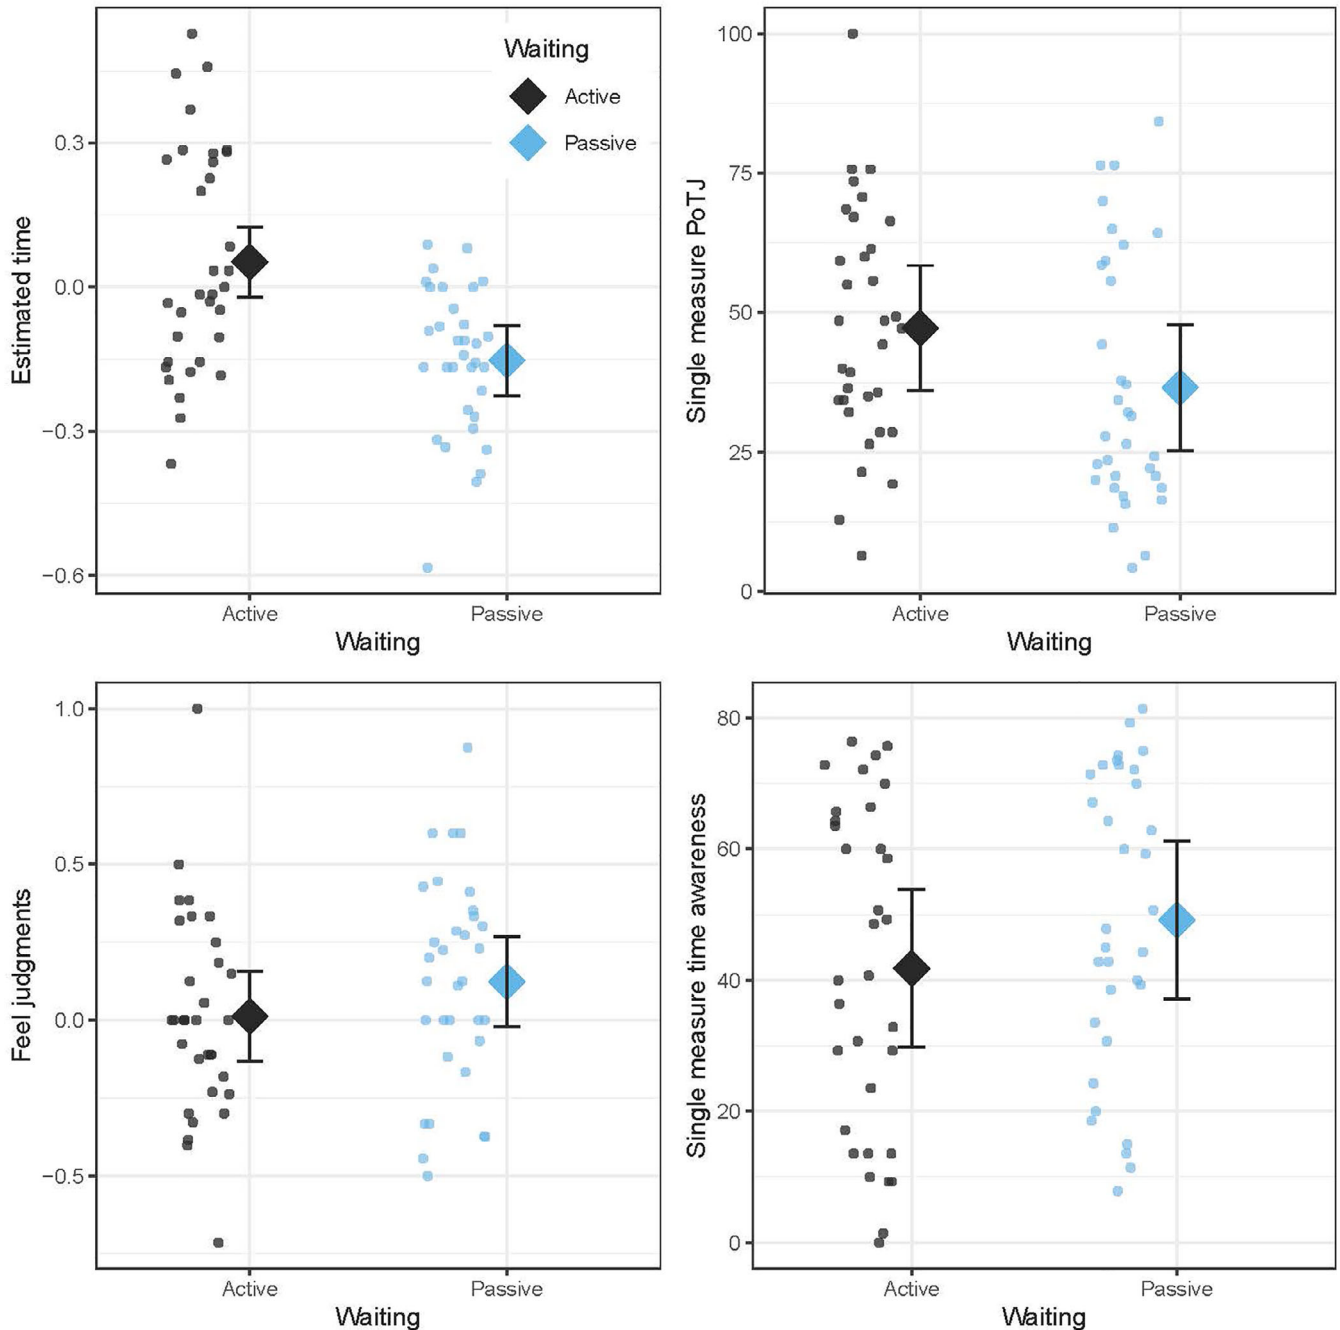 Estimated time
0.3
0.0
−0.3
−0.6
Active
Passive
Waiting
Waiting
Active
Passive
Single measure PoTJ
100
75
50
25
0
Active
Passive
Waiting
Feel judgments
1.0
0.5
0.0
−0.5
Active
Passive
Waiting
Single measure time awareness
80
60
40
20
0
Active
Passive
Waiting